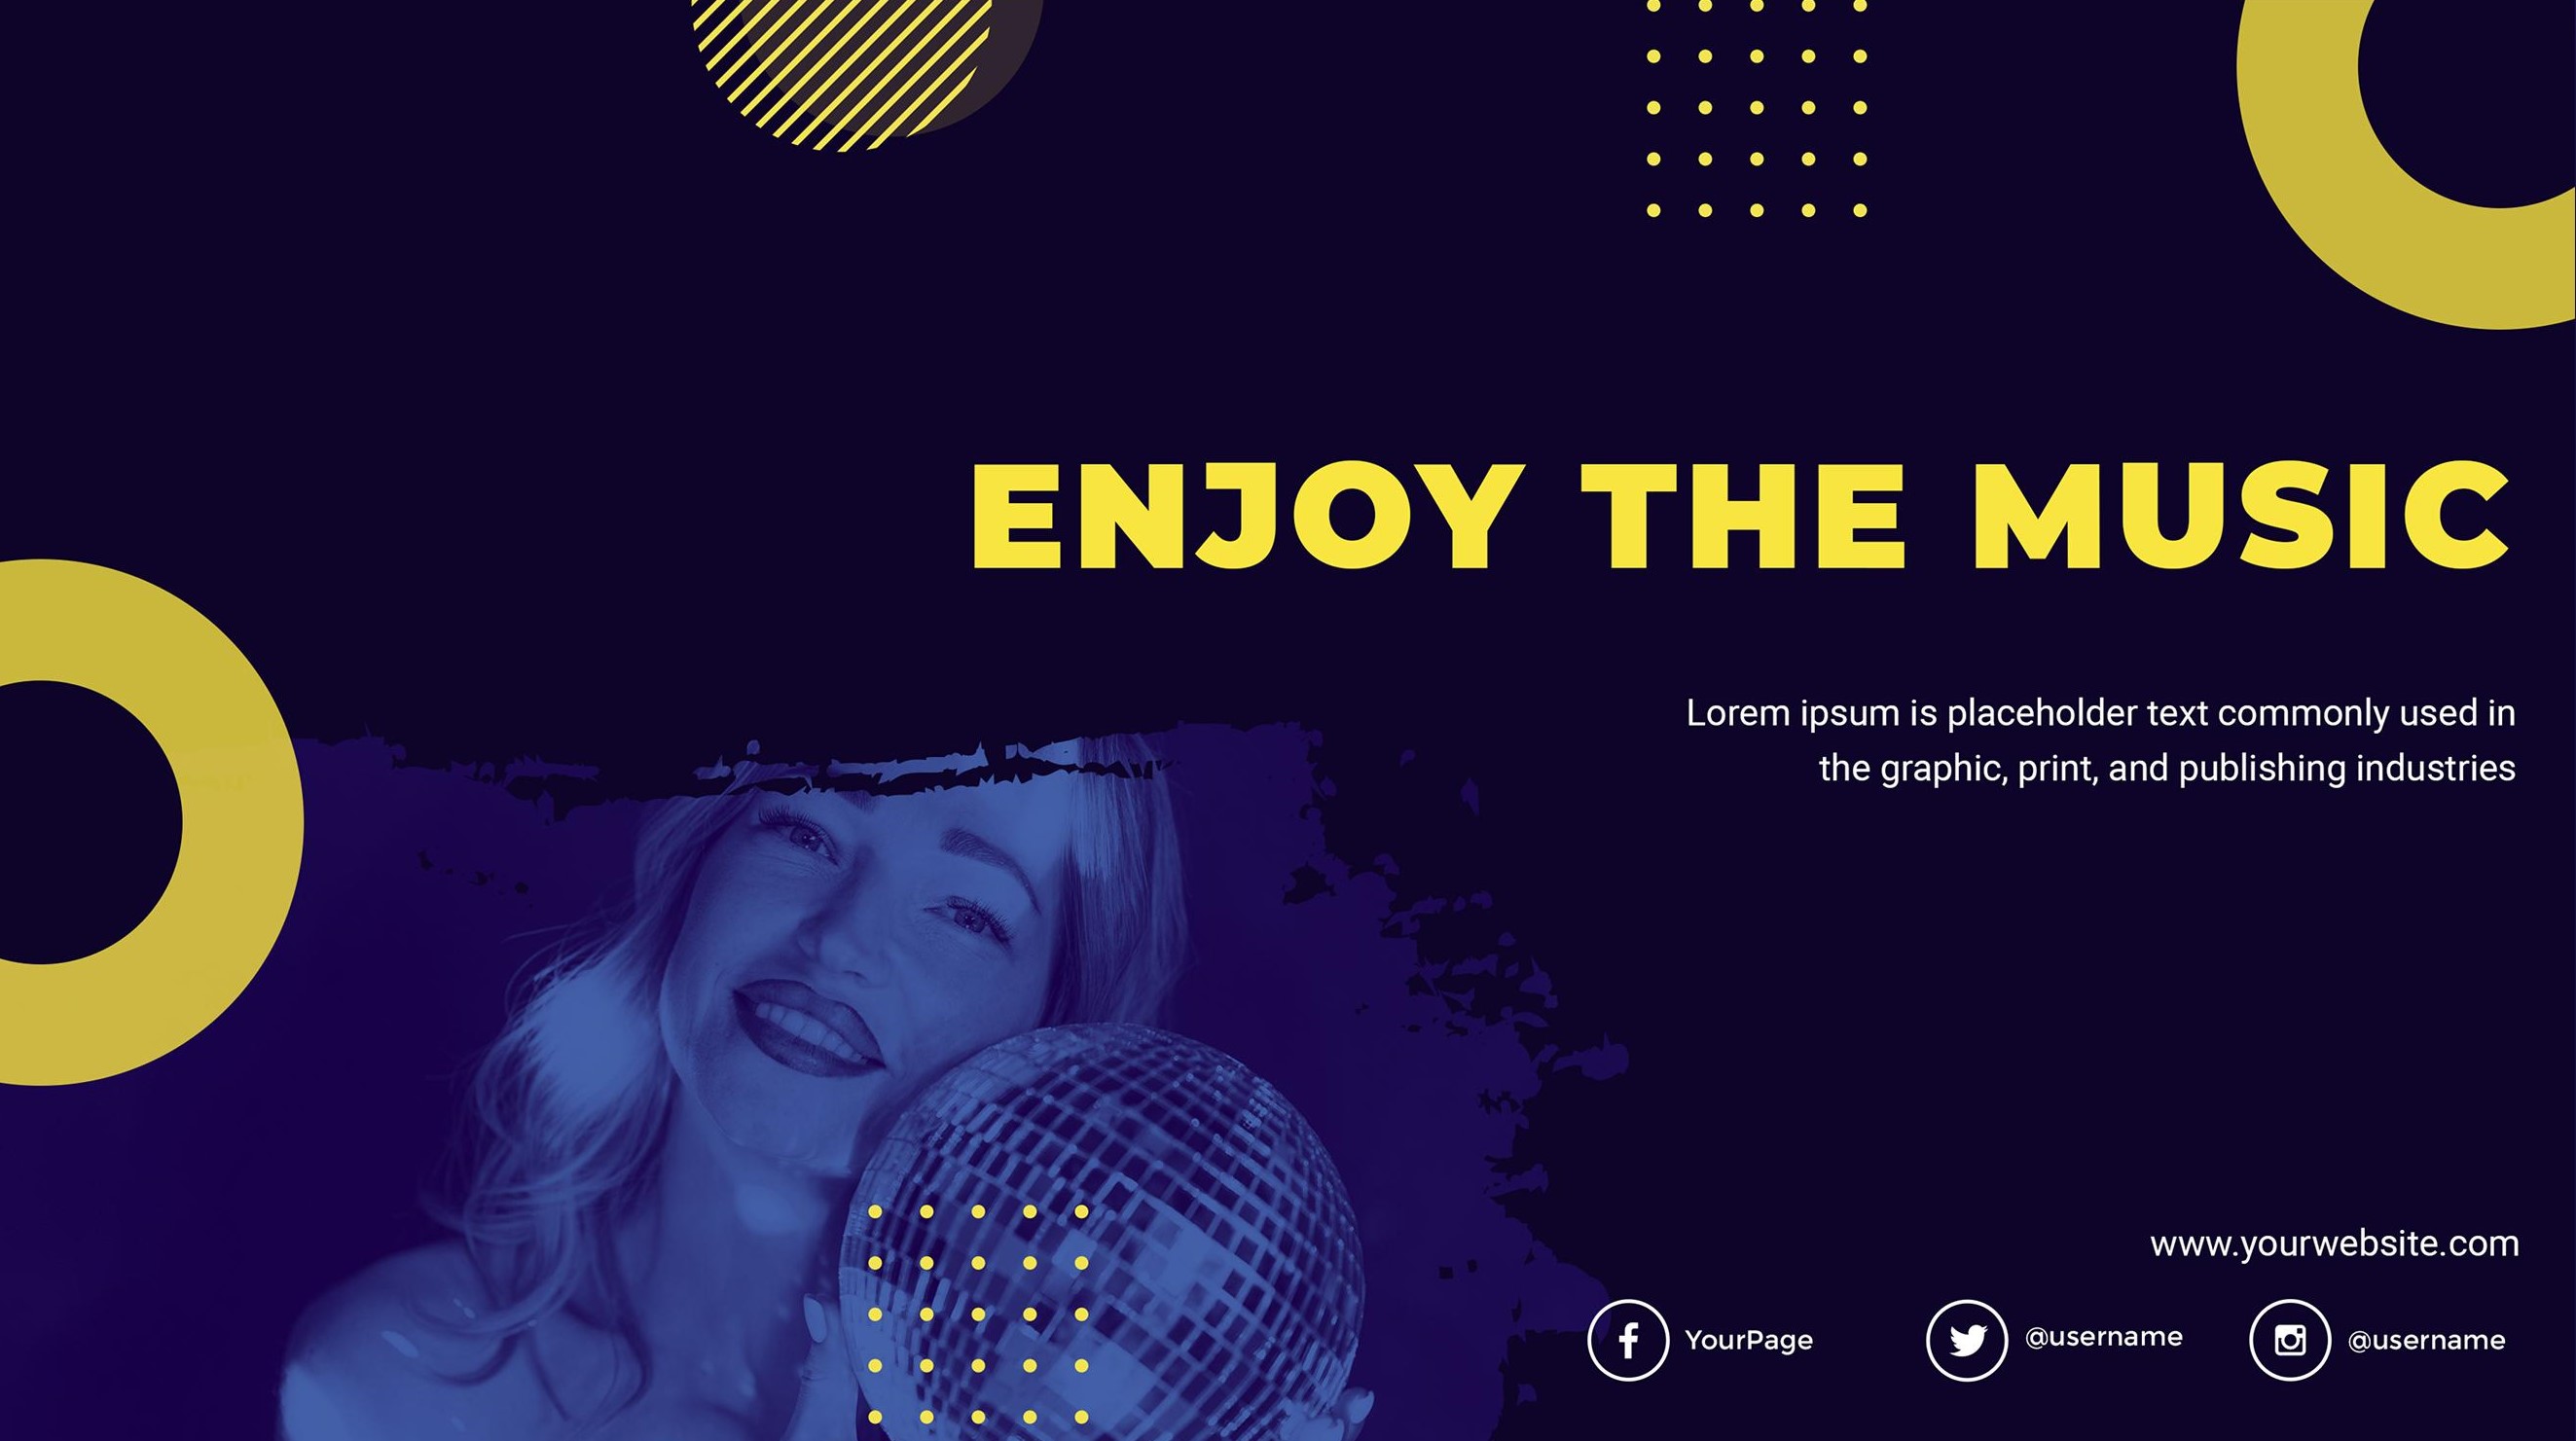 ENJOY THE MUSIC
Lorem ipsum is placeholder text commonly used in
the graphic, print, and publishing industries
www.yourwebsite.com
YourPage
@username
@username